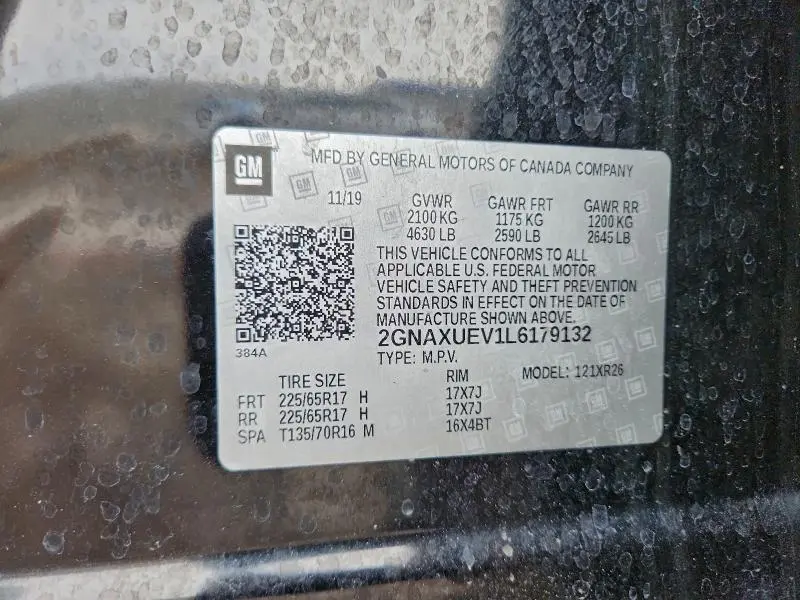 GM MFD BY GENERAL MOTORS OF CANADA COMPANY
11/19 GVWR GAWR FRT GAWR RR
2100 KG 1175 KG 1200 KG
4630 LB 2590 LB 2645 LB
THIS VEHICLE CONFORMS TO ALL
APPLICABLE U.S. FEDERAL MOTOR
VEHICLE SAFETY AND THEFT PREVENTION
STANDARDS IN EFFECT ON THE DATE OF
MANUFACTURE SHOWN ABOVE.
2GNAXUEV1L6179132
384A
TYPE: M.P.V. MODEL: 121XR26
TIRE SIZE RIM
FRT 225/65R17 H 17X7J
RR 225/65R17 H 17X7J
SPA T135/70R16 M 16X4BT